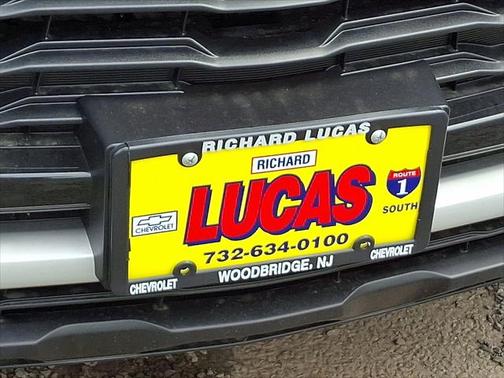 RICHARD LUCAS
RICHARD
LUCAS
ROUTE
1
SOUTH
CHEVROLET
732-634-0100
CHEVROLET
WOODBRIDGE, NJ
CHEVROLET